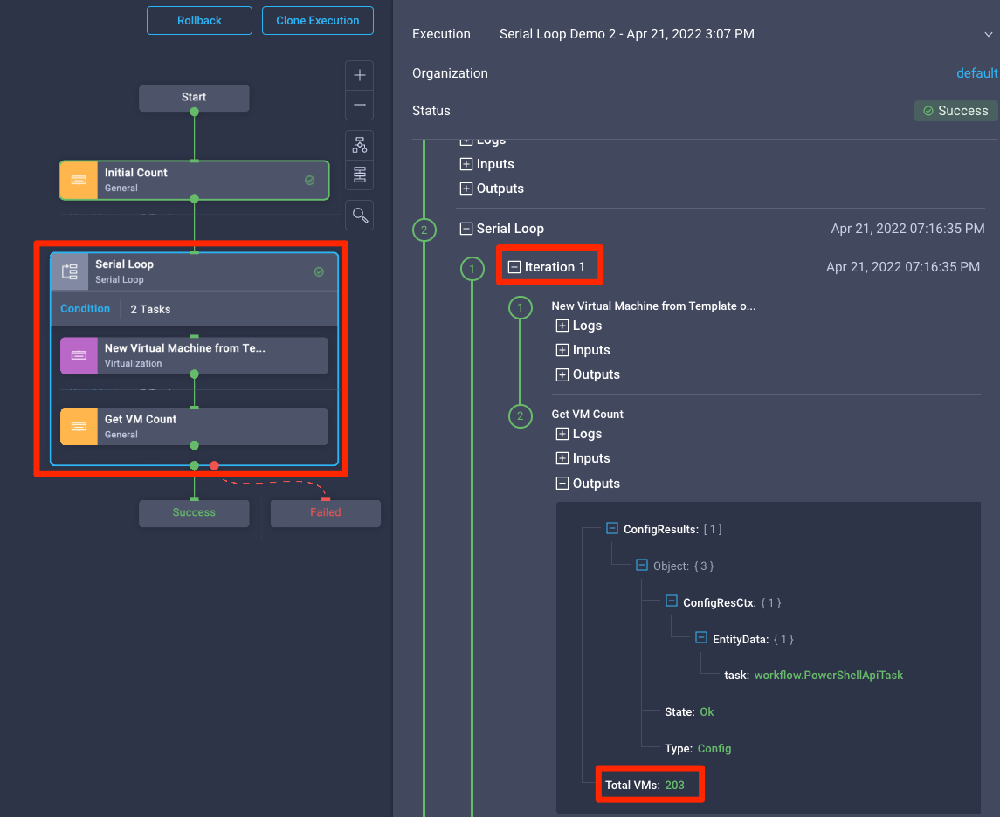 Rollback
Clone Execution
Start
Initial Count
General
Serial Loop
Serial Loop
Condition
2 Tasks
New Virtual Machine from Te...
Virtualization
Get VM Count
General
Success
Failed
Execution
Serial Loop Demo 2 - Apr 21, 2022 3:07 PM
Organization
default
Status
Success
Logs
Inputs
Outputs
2
Serial Loop
Apr 21, 2022 07:16:35 PM
1
Iteration 1
Apr 21, 2022 07:16:35 PM
1
New Virtual Machine from Template o...
Logs
Inputs
Outputs
2
Get VM Count
Logs
Inputs
Outputs
ConfigResults: [ 1 ]
Object: { 3 }
ConfigResCtx: { 1 }
EntityData: { 1 }
task: workflow.PowerShellApiTask
State: Ok
Type: Config
Total VMs: 203